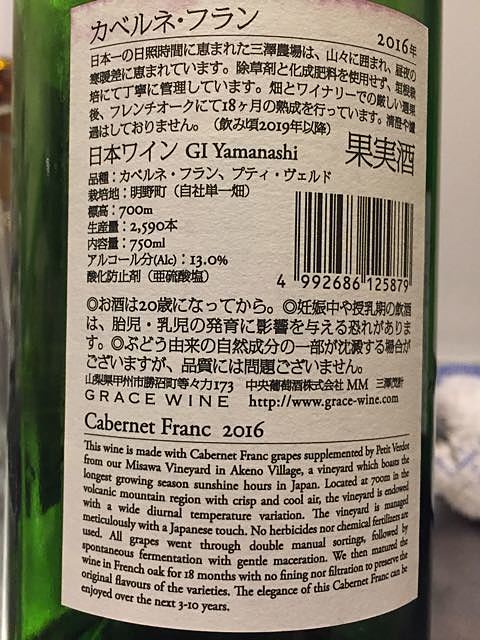 カベルネ・フラン
2016年
日本一の日照時間に恵まれた三澤農場は、山々に囲まれ、昼夜の
寒暖差に恵まれています。除草剤と化成肥料を使用せず、垣根栽
培にて丁寧に管理しています。畑とワイナリーでの厳しい選果
後、フレンチオークにて18ヶ月の熟成を行っています。清澄や濾
過はしておりません。（飲み頃2019年以降）
日本ワイン GI Yamanashi
果実酒
品種：カベルネ・フラン、プティ・ヴェルド
栽培地：明野町（自社単一畑）
標高：700m
生産量：2,590本
内容量：750ml
アルコール分(Alc)：13.0%
酸化防止剤（亜硫酸塩）
4 992686 125879
◎お酒は20歳になってから。◎妊娠中や授乳期の飲酒
は、胎児・乳児の発育に影響を与える恐れがありま
す。◎ぶどう由来の自然成分の一部が沈澱する場合が
ございますが、品質には問題ございません。
山梨県甲州市勝沼町等々力173 中央葡萄酒株式会社 MM 三澤茂計
GRACE WINE http://www.grace-wine.com
Cabernet Franc 2016
This wine is made with Cabernet Franc grapes supplemented by Petit Verdot
from our Misawa Vineyard in Akeno Village, a vineyard which boasts the
longest growing season sunshine hours in Japan. Located at 700m in the
volcanic mountain region with crisp and cool air, the vineyard is endowed
with a wide diurnal temperature variation. The vineyard is managed
meticulously with a Japanese touch. No herbicides nor chemical fertilizers are
used. All grapes went through double manual sortings, followed by
spontaneous fermentation with gentle maceration. We then matured the
wine in French oak for 18 months with no fining nor filtration to preserve the
original flavours of the varieties. The elegance of this Cabernet Franc can be
enjoyed over the next 3-10 years.